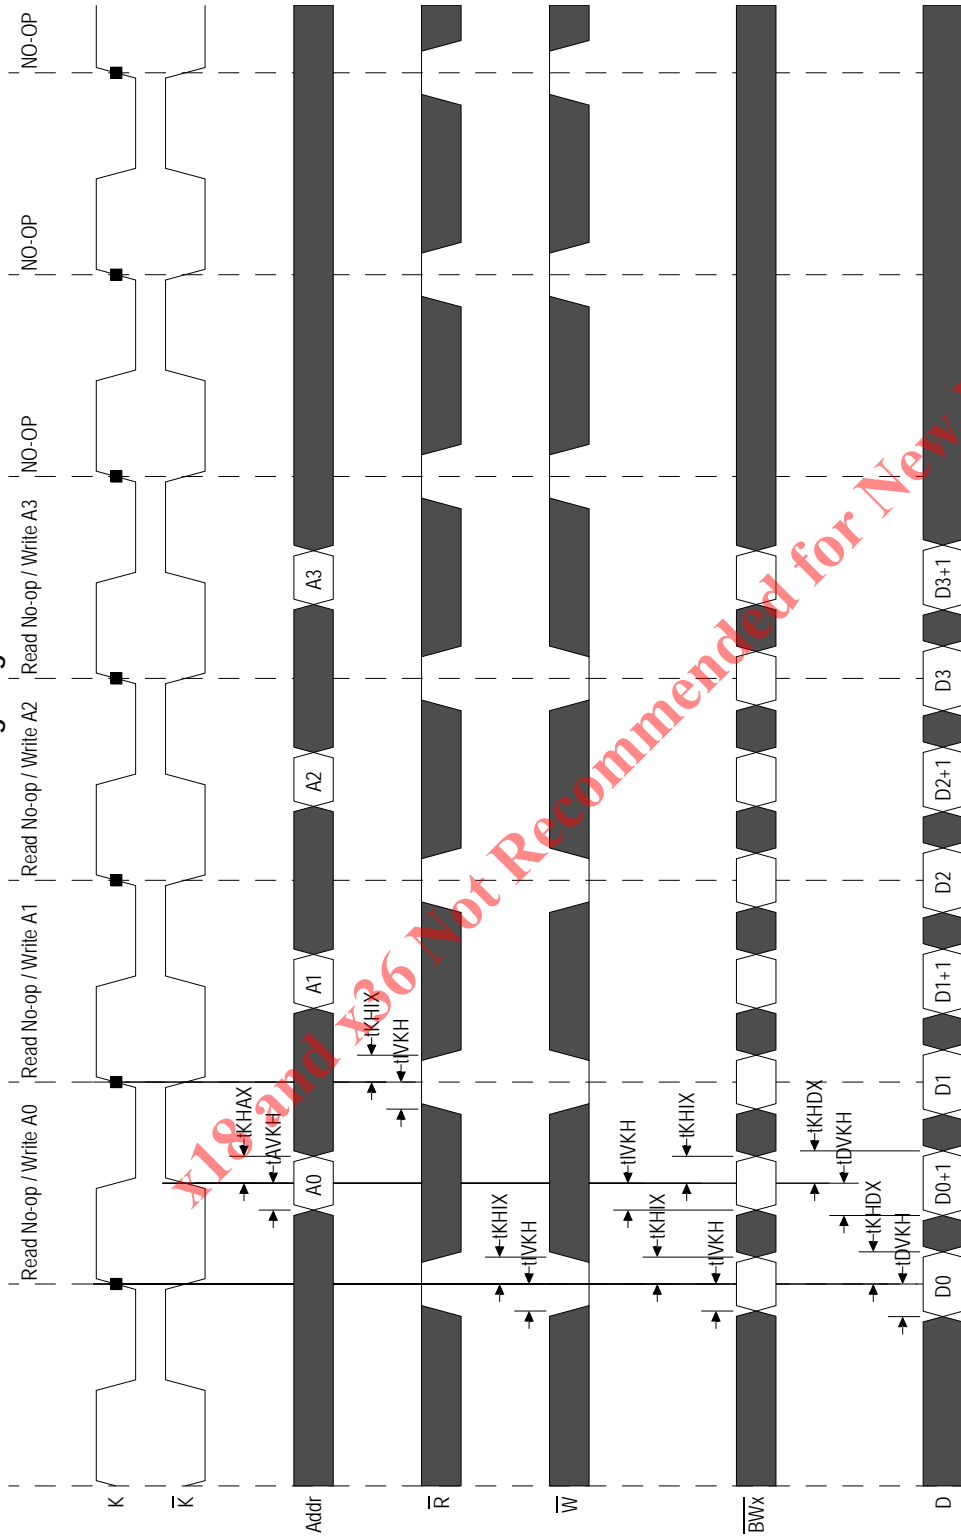 Read No-op / Write A0
Read No-op / Write A1
Read No-op / Write A2
Read No-op / Write A3
NO-OP
NO-OP
NO-OP
K
K
Addr
A0
A1
A2
A3
tKHAX
tAVKH
R
tKHIX
tIVKH
W
tKHIX
tIVKH
BWx
tIVKH
tKHIX
tKHIX
tIVKH
D
D0
D0+1
D1
D1+1
D2
D2+1
D3
D3+1
tKHDX
tDVKH
tKHDX
tDVKH
x18 and x36 Not Recommended for New